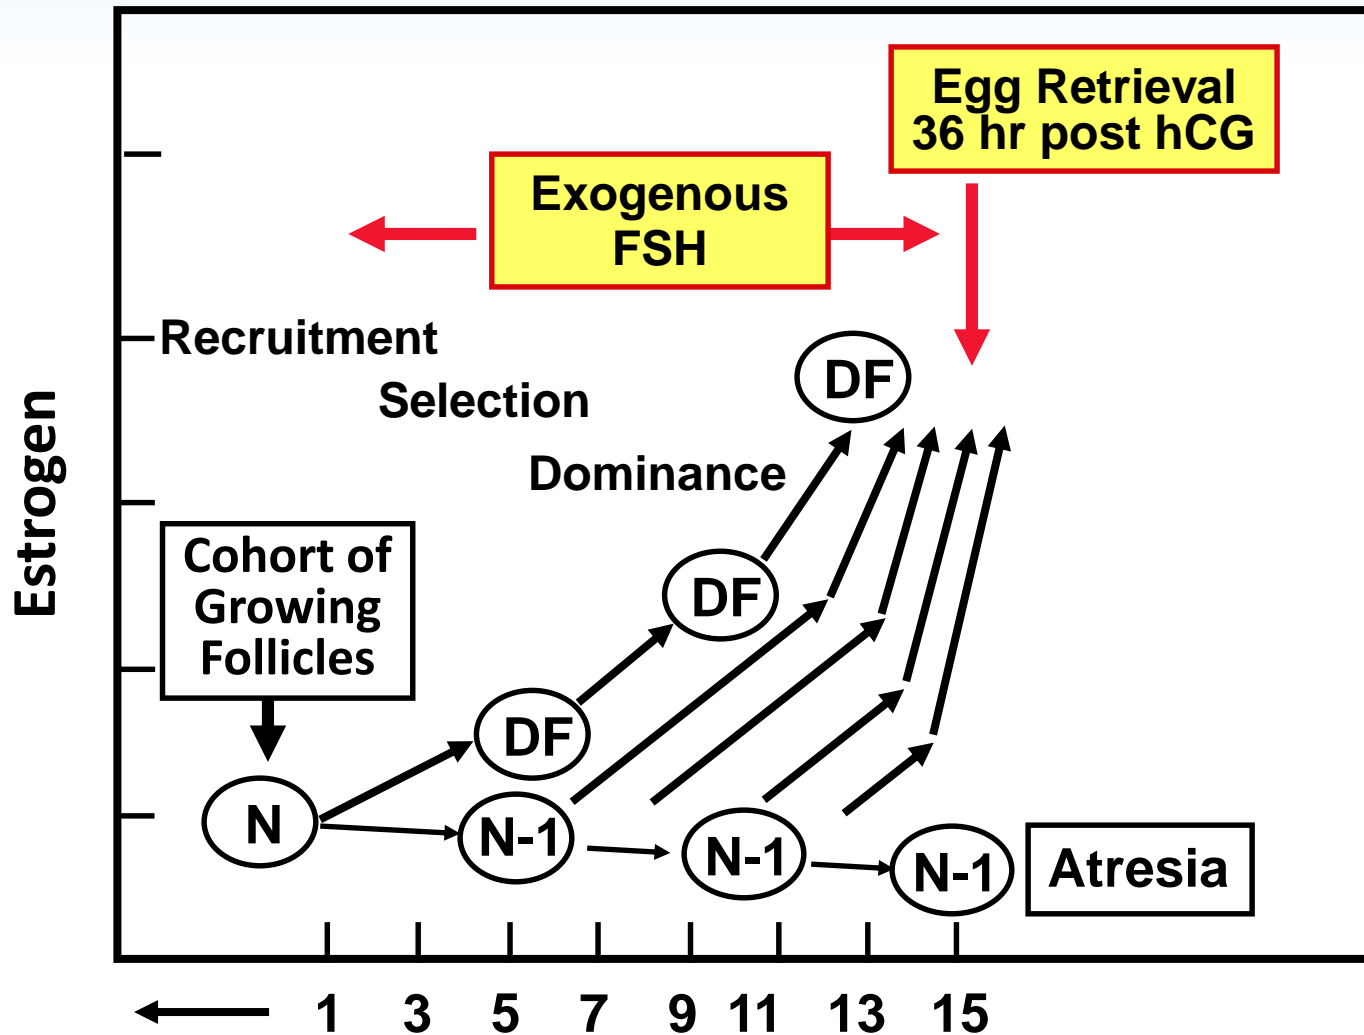 Egg Retrieval
36 hr post hCG
Exogenous
FSH
Recruitment
Selection
Dominance
DF
DF
DF
Estrogen
Cohort of
Growing
Follicles
N
N-1
N-1
N-1
Atresia
1 3 5 7 9 11 13 15